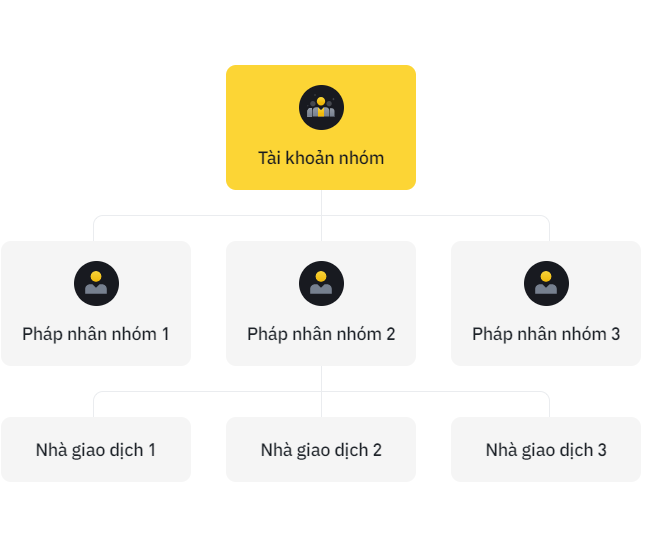 Tài khoản nhóm
Pháp nhân nhóm 1
Pháp nhân nhóm 2
Pháp nhân nhóm 3
Nhà giao dịch 1
Nhà giao dịch 2
Nhà giao dịch 3